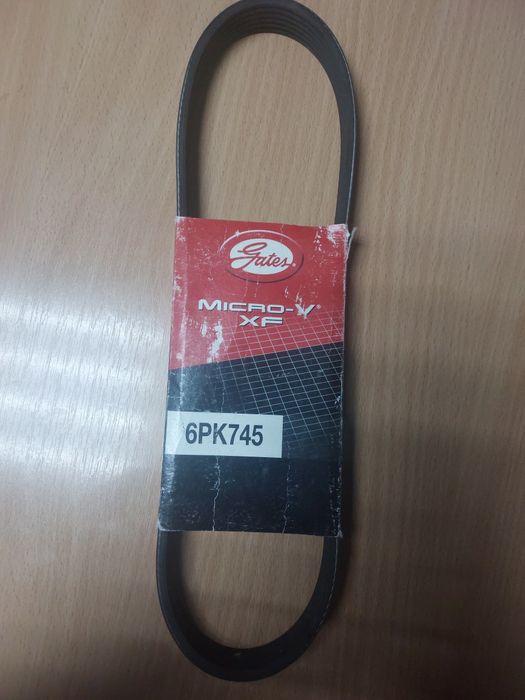 Gates
MICRO-V®
XF
6PK745